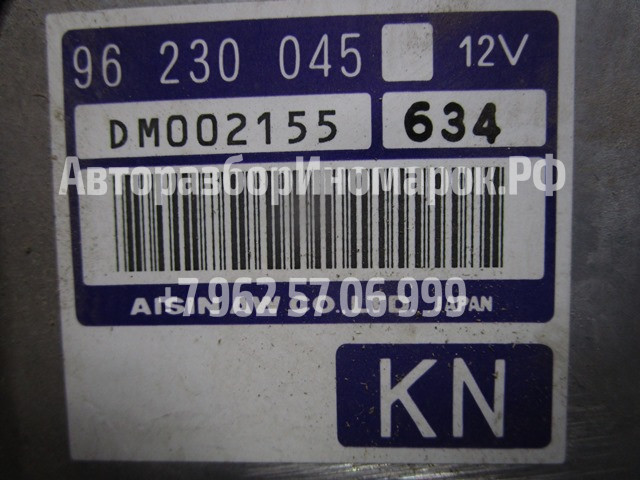 96 230 045 12V
DM002155 634
АвторазборИномарок.РФ
+7 962 57 06 999
AISIN AW CO., LTD. JAPAN
KN